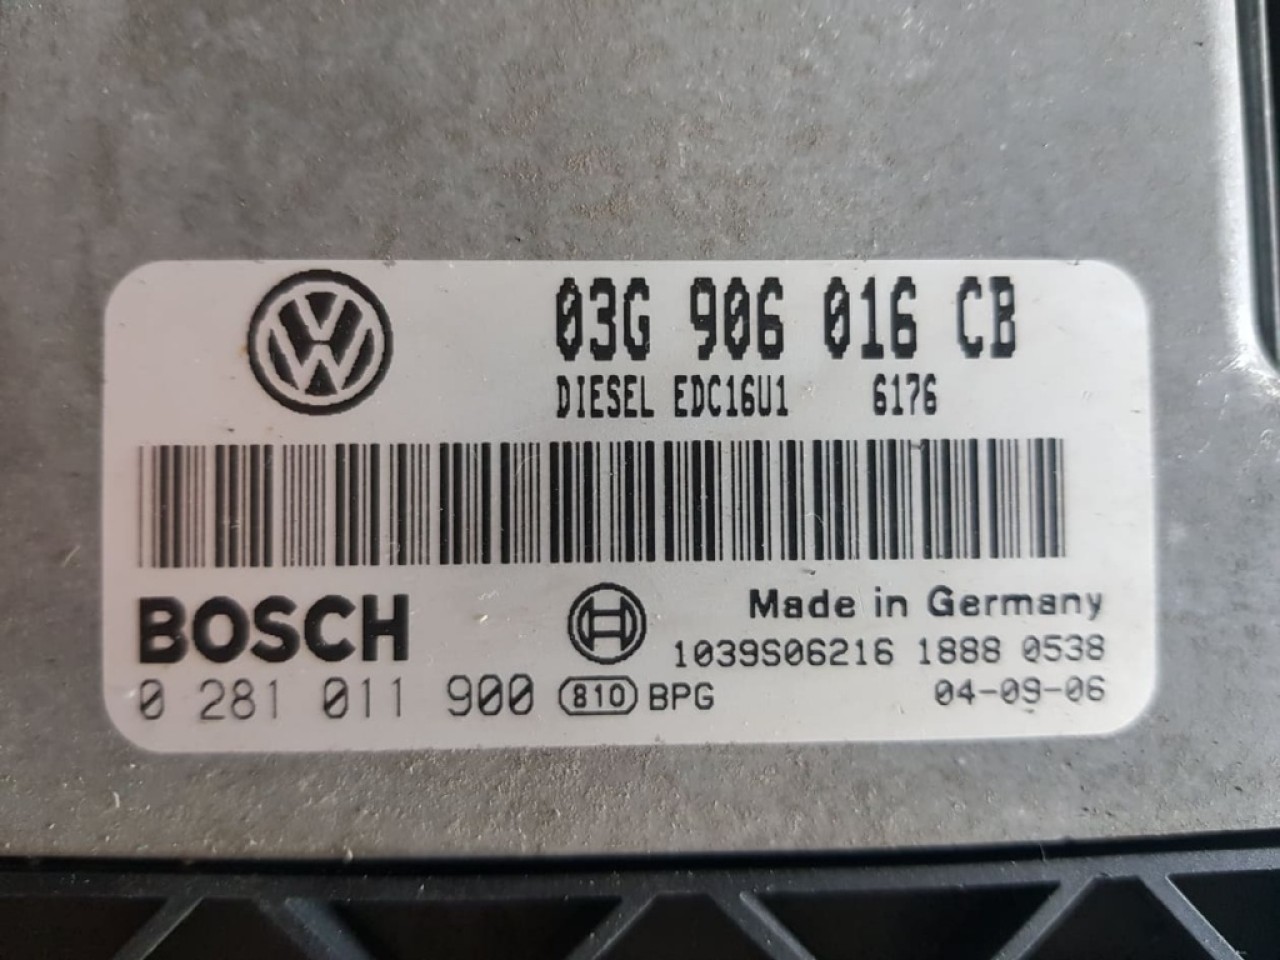 03G 906 016 CB
DIESEL EDC16U1 6176
BOSCH
Made in Germany
1039S06216 1888 0538
0 281 011 900 810 BPG
04-09-06